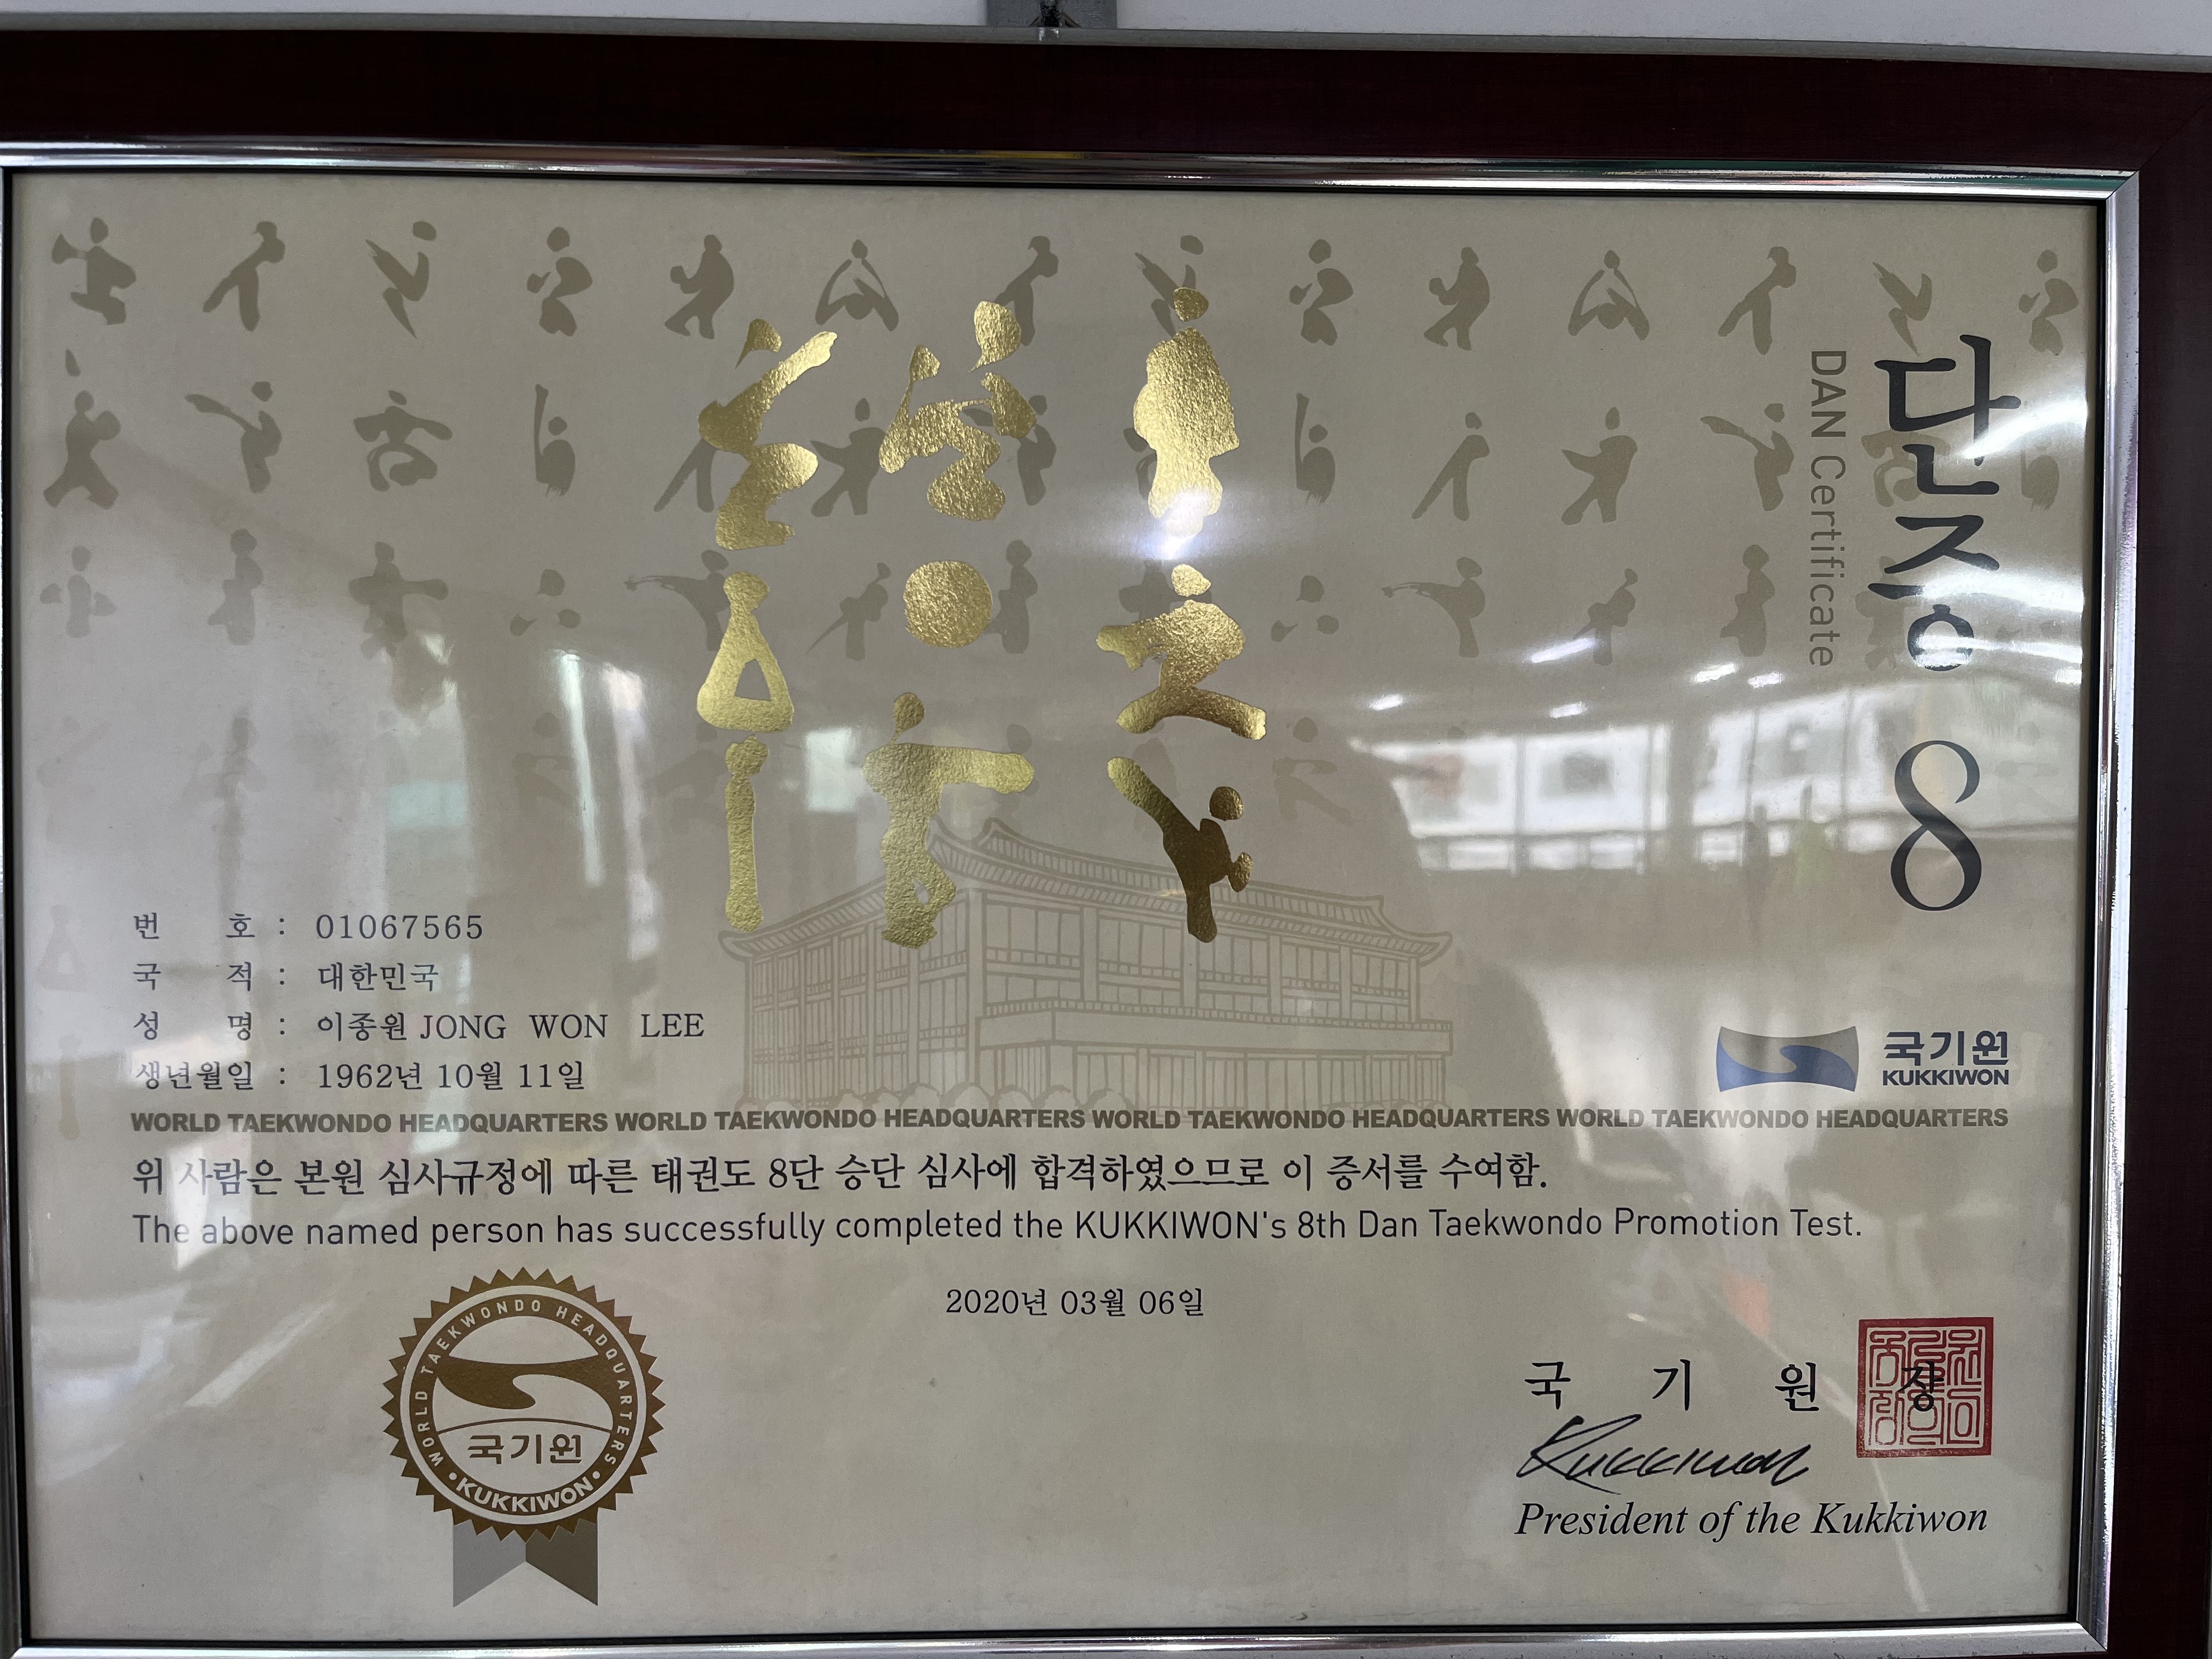 단증 8
DAN Certificate
번 호 : 01067565
국 적 : 대한민국
성 명 : 이종원 JONG WON LEE
생년월일 : 1962년 10월 11일
국기원
KUKKIWON
WORLD TAEKWONDO HEADQUARTERS WORLD TAEKWONDO HEADQUARTERS WORLD TAEKWONDO HEADQUARTERS WORLD TAEKWONDO HEADQUARTERS
위 사람은 본원 심사규정에 따른 태권도 8단 승단 심사에 합격하였으므로 이 증서를 수여함.
The above named person has successfully completed the KUKKIWON's 8th Dan Taekwondo Promotion Test.
2020년 03월 06일
WORLD TAEKWONDO HEADQUARTERS
국기원
• KUKKIWON •
국 기 원 장
Kukkiwon
President of the Kukkiwon